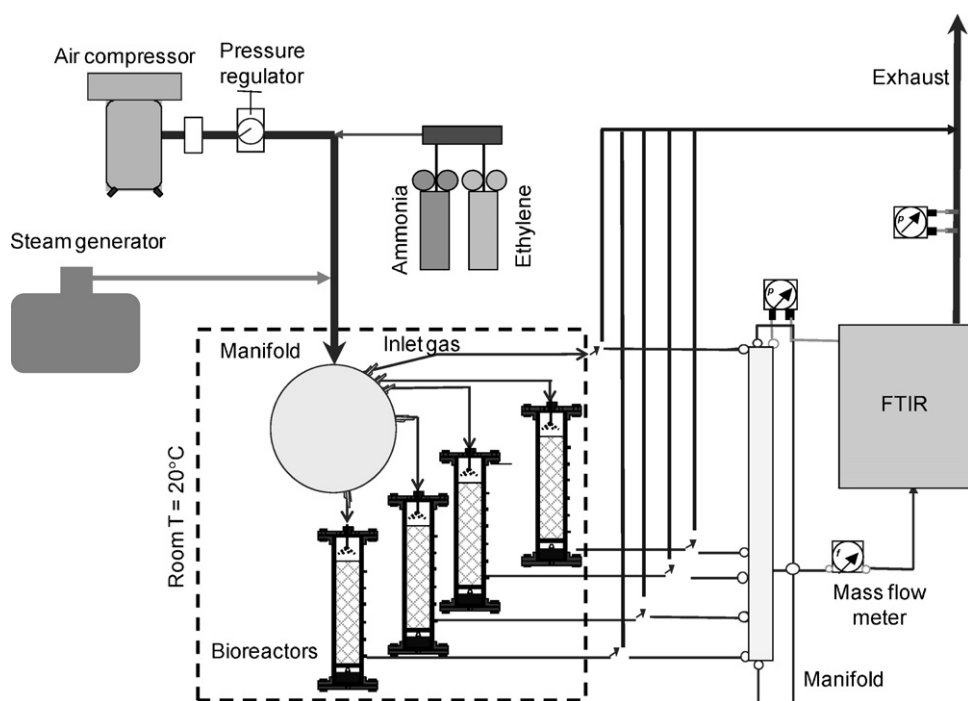 Air compressor
Pressure
regulator
Exhaust
Ammonia
Ethylene
Steam generator
P
P
Manifold
Inlet gas
FTIR
Room T = 20°C
f
Mass flow
meter
Bioreactors
Manifold